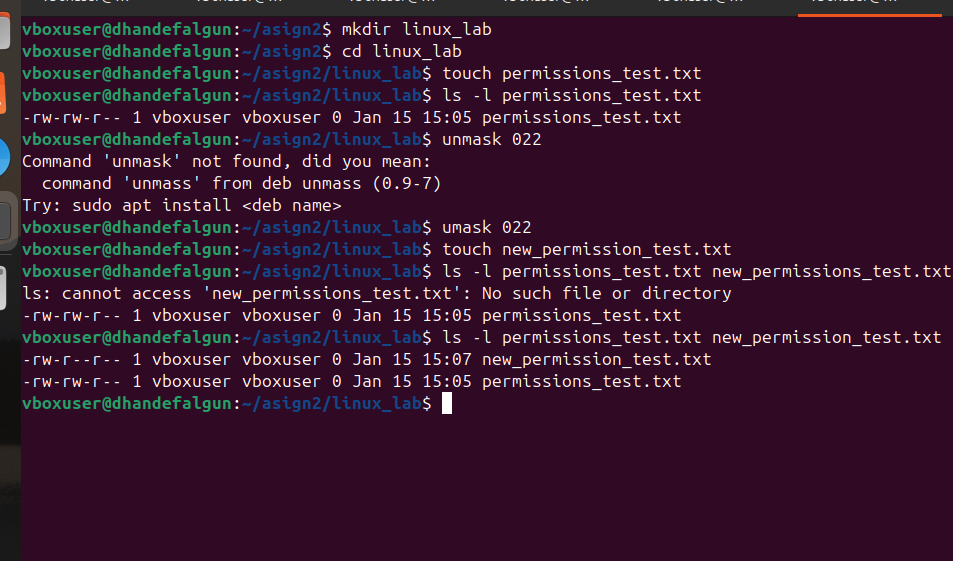 vboxuser@dhandefalgun:~/asign2$ mkdir linux_lab
vboxuser@dhandefalgun:~/asign2$ cd linux_lab
vboxuser@dhandefalgun:~/asign2/linux_lab$ touch permissions_test.txt
vboxuser@dhandefalgun:~/asign2/linux_lab$ ls -l permissions_test.txt
-rw-rw-r-- 1 vboxuser vboxuser 0 Jan 15 15:05 permissions_test.txt
vboxuser@dhandefalgun:~/asign2/linux_lab$ unmask 022
Command 'unmask' not found, did you mean:
  command 'unmass' from deb unmass (0.9-7)
Try: sudo apt install <deb name>
vboxuser@dhandefalgun:~/asign2/linux_lab$ umask 022
vboxuser@dhandefalgun:~/asign2/linux_lab$ touch new_permission_test.txt
vboxuser@dhandefalgun:~/asign2/linux_lab$ ls -l permissions_test.txt new_permissions_test.txt
ls: cannot access 'new_permissions_test.txt': No such file or directory
-rw-rw-r-- 1 vboxuser vboxuser 0 Jan 15 15:05 permissions_test.txt
vboxuser@dhandefalgun:~/asign2/linux_lab$ ls -l permissions_test.txt new_permission_test.txt
-rw-r--r-- 1 vboxuser vboxuser 0 Jan 15 15:07 new_permission_test.txt
-rw-rw-r-- 1 vboxuser vboxuser 0 Jan 15 15:05 permissions_test.txt
vboxuser@dhandefalgun:~/asign2/linux_lab$